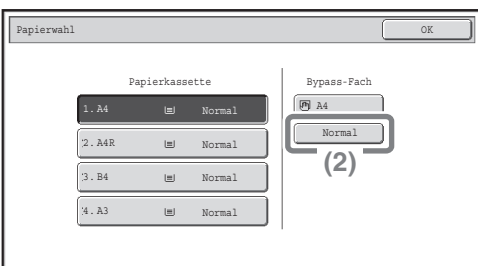 Papierwahl
OK
Papierkassette
Bypass-Fach
1. A4 Normal
2. A4R Normal
3. B4 Normal
4. A3 Normal
A4
Normal
(2)